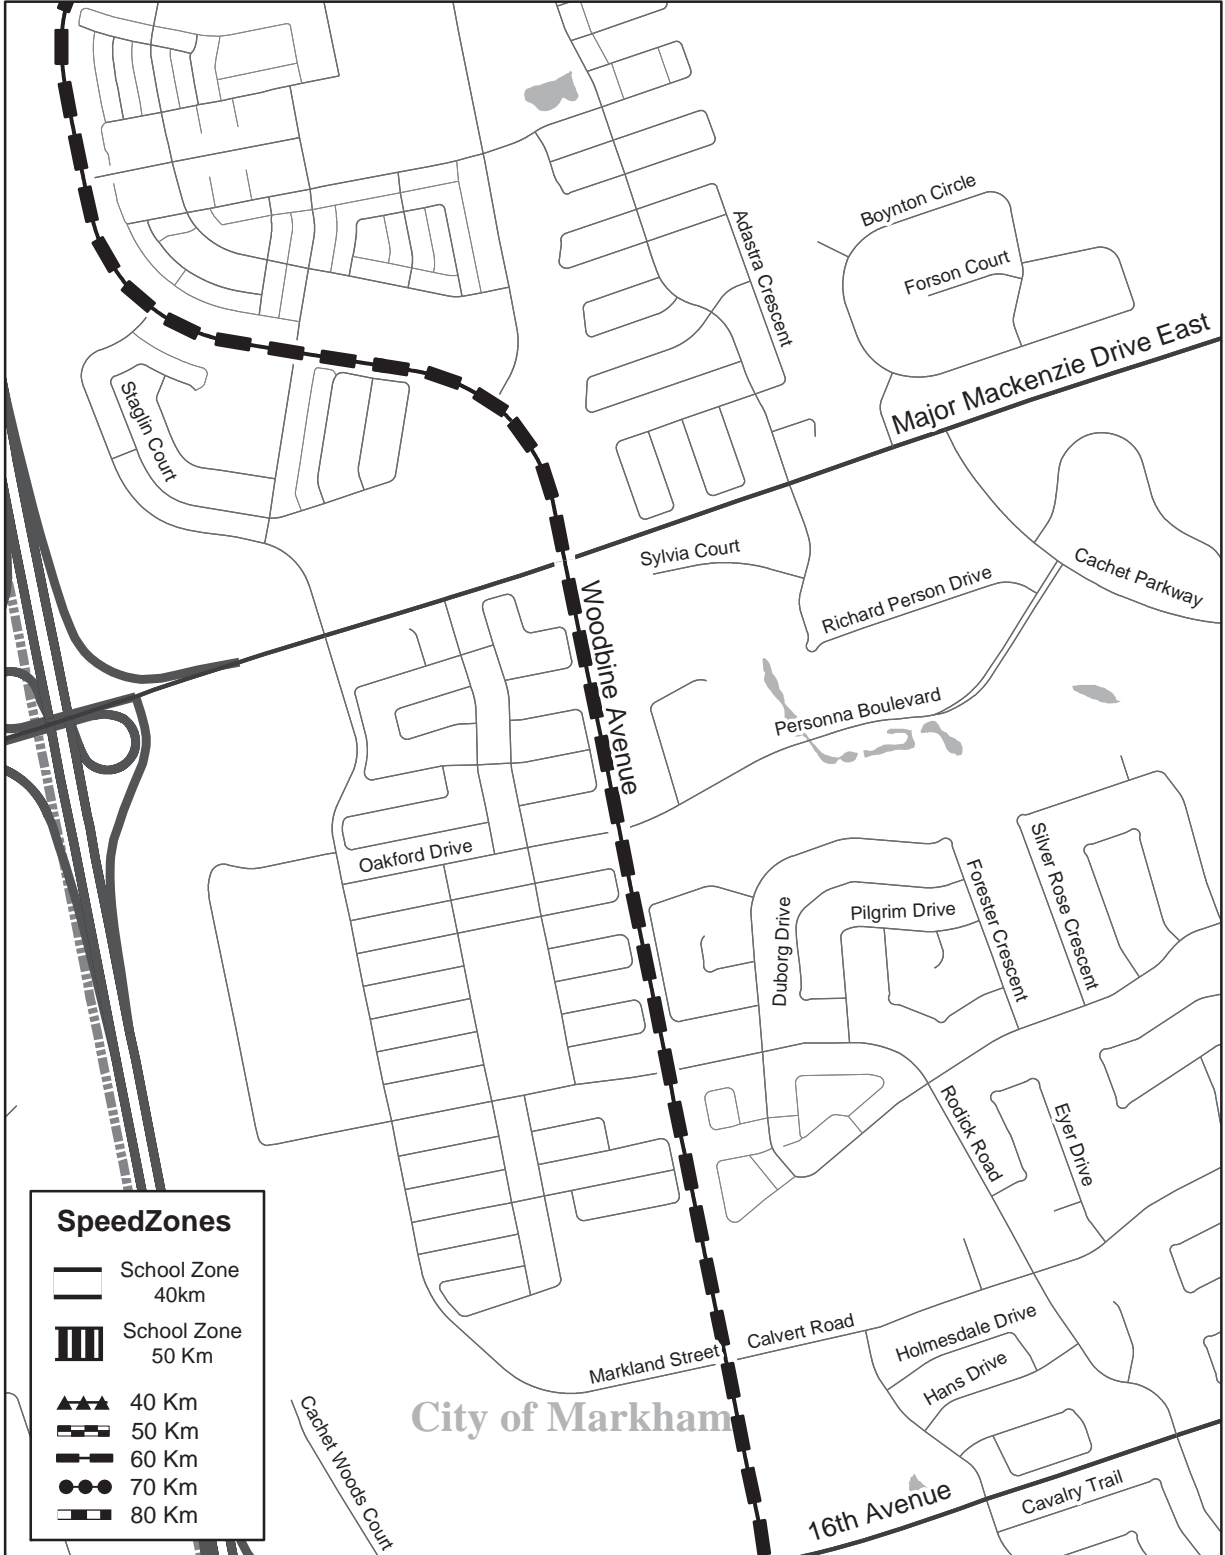 Boynton Circle
Adastra Crescent
Forson Court
Major Mackenzie Drive East
Staglin Court
Sylvia Court
Cachet Parkway
Richard Person Drive
Woodbine Avenue
Personna Boulevard
Oakford Drive
Silver Rose Crescent
Forester Crescent
Duborg Drive
Pilgrim Drive
Rodick Road
Eyer Drive
SpeedZones
School Zone
40km
School Zone
50 Km
40 Km
50 Km
60 Km
70 Km
80 Km
Calvert Road
Holmesdale Drive
Markland Street
Hans Drive
City of Markham
Cachet Woods Court
16th Avenue
Cavalry Trail